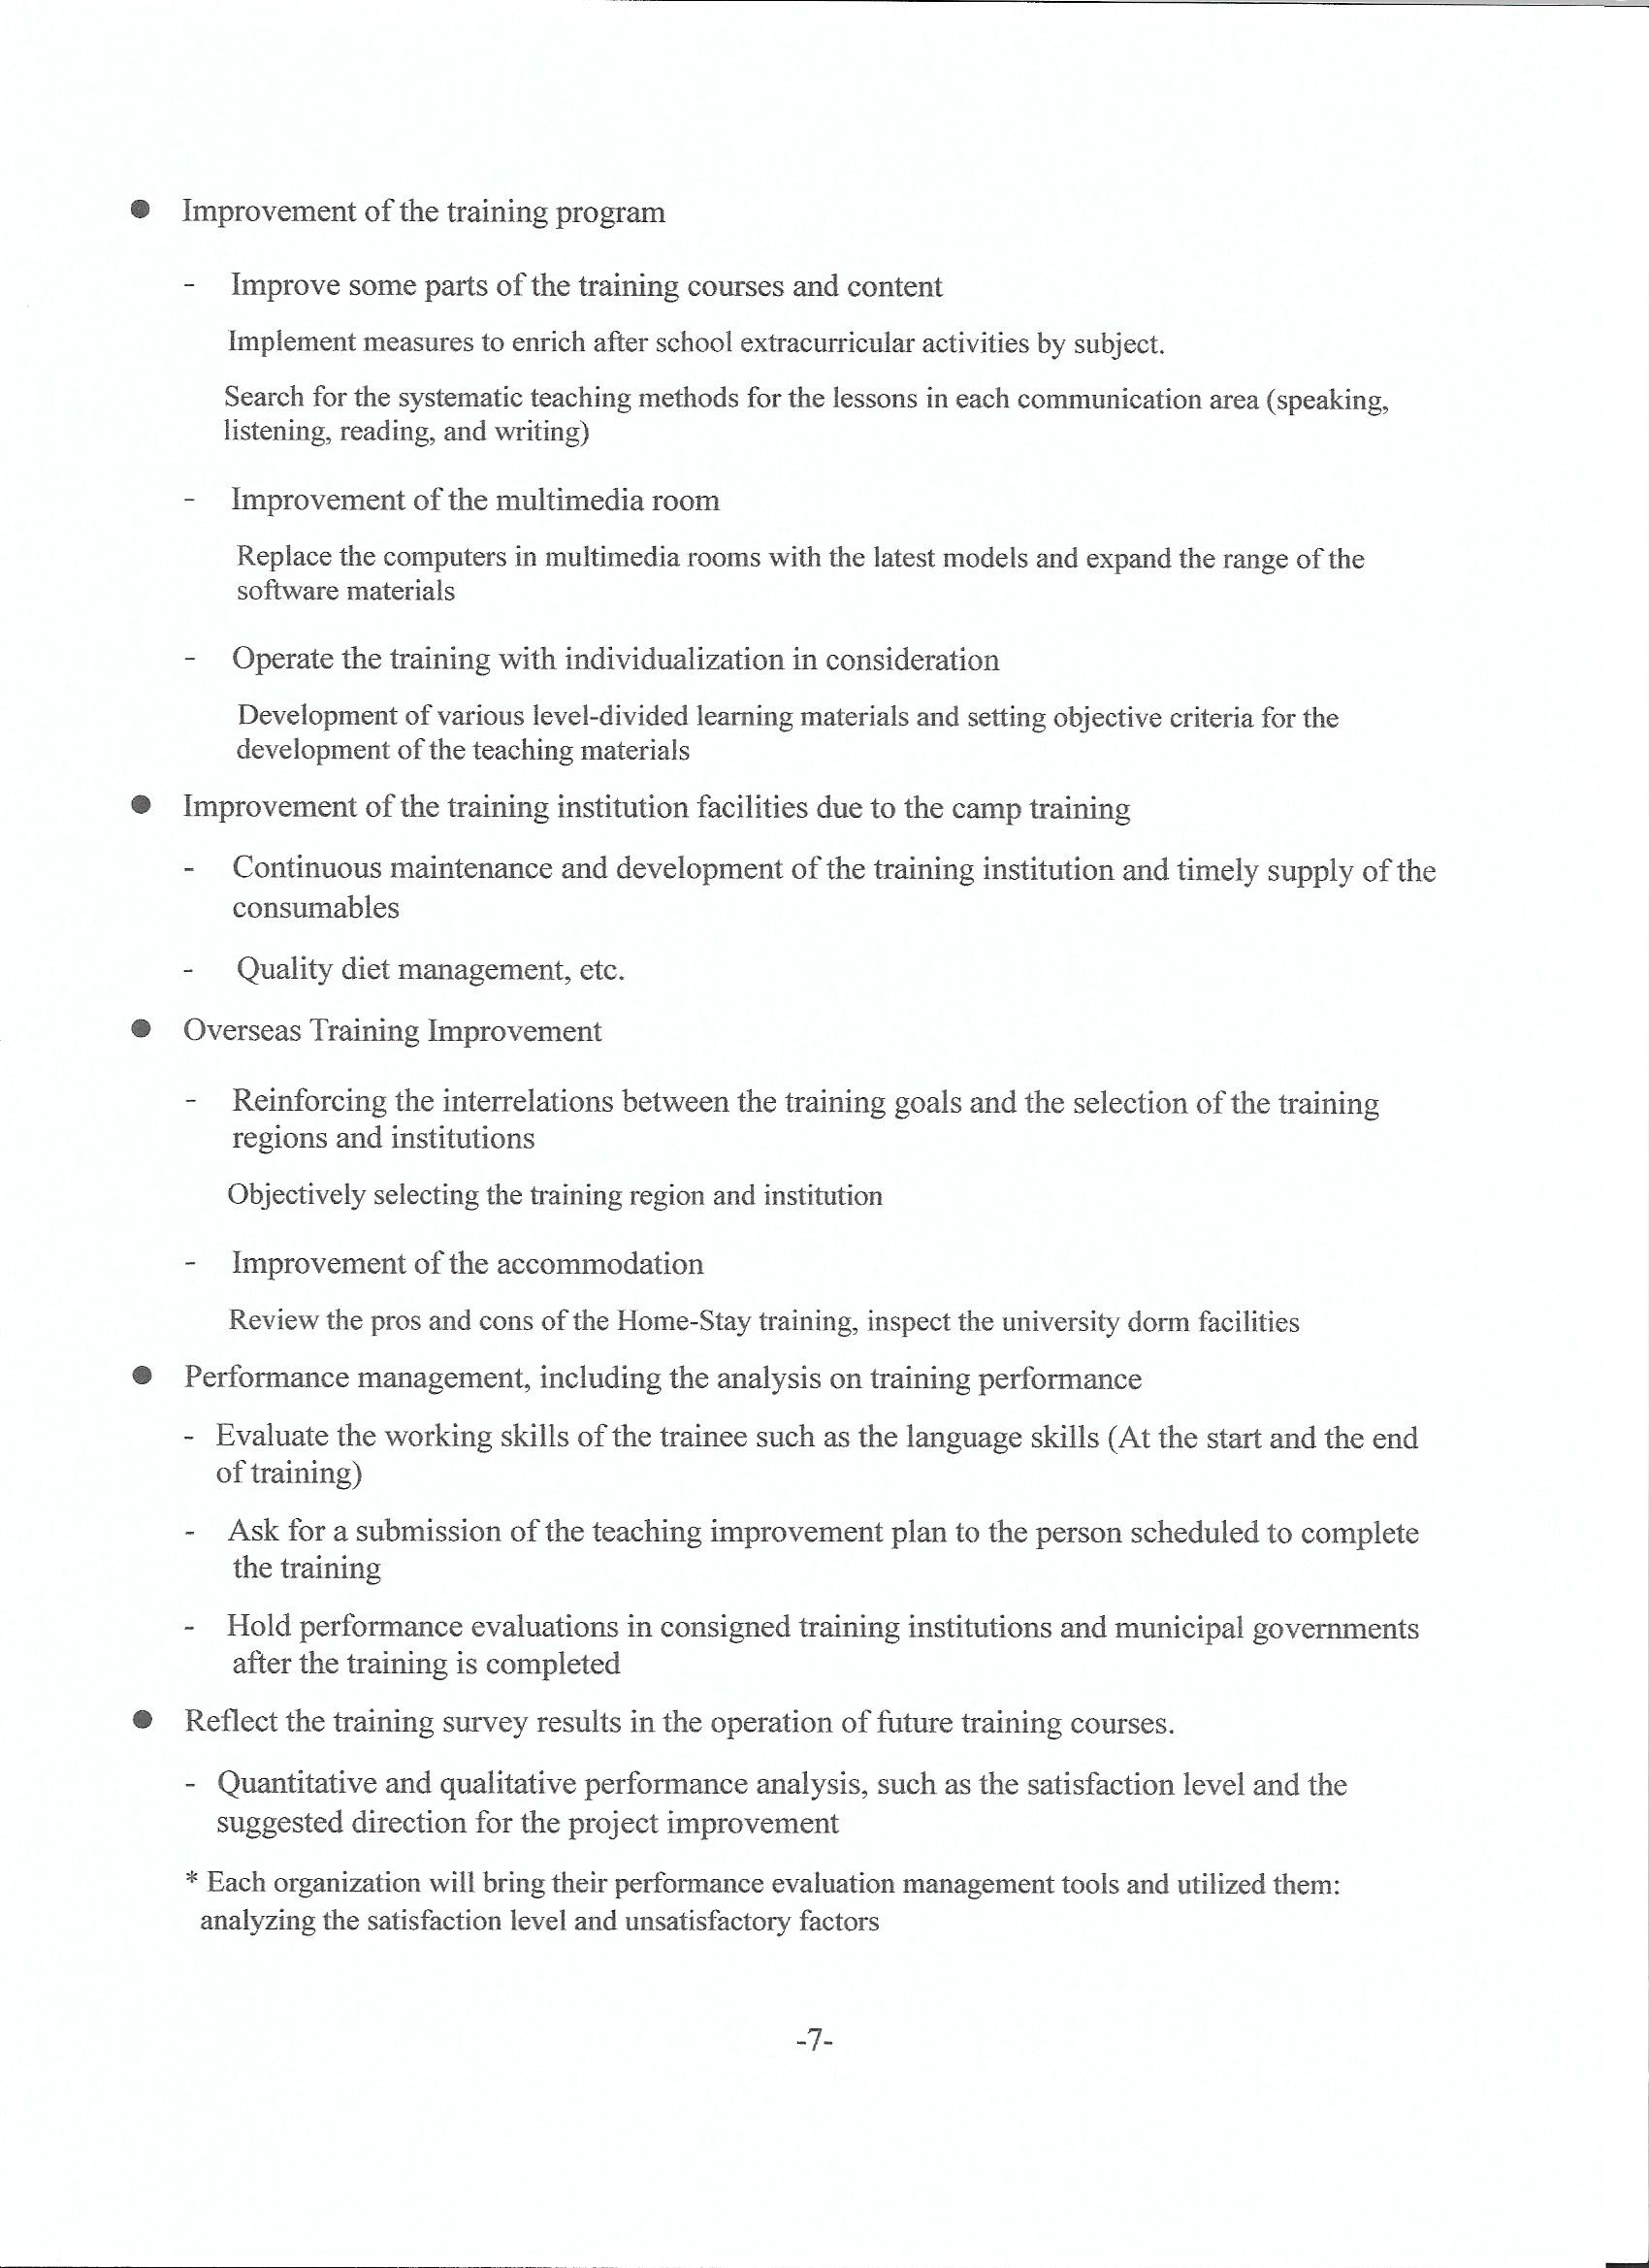 ● Improvement of the training program
- Improve some parts of the training courses and content
Implement measures to enrich after school extracurricular activities by subject.
Search for the systematic teaching methods for the lessons in each communication area (speaking,
listening, reading, and writing)
- Improvement of the multimedia room
Replace the computers in multimedia rooms with the latest models and expand the range of the
software materials
- Operate the training with individualization in consideration
Development of various level-divided learning materials and setting objective criteria for the
development of the teaching materials
● Improvement of the training institution facilities due to the camp training
- Continuous maintenance and development of the training institution and timely supply of the
consumables
- Quality diet management, etc.
● Overseas Training Improvement
- Reinforcing the interrelations between the training goals and the selection of the training
regions and institutions
Objectively selecting the training region and institution
- Improvement of the accommodation
Review the pros and cons of the Home-Stay training, inspect the university dorm facilities
● Performance management, including the analysis on training performance
- Evaluate the working skills of the trainee such as the language skills (At the start and the end
of training)
- Ask for a submission of the teaching improvement plan to the person scheduled to complete
the training
- Hold performance evaluations in consigned training institutions and municipal governments
after the training is completed
● Reflect the training survey results in the operation of future training courses.
- Quantitative and qualitative performance analysis, such as the satisfaction level and the
suggested direction for the project improvement
* Each organization will bring their performance evaluation management tools and utilized them:
analyzing the satisfaction level and unsatisfactory factors
-7-